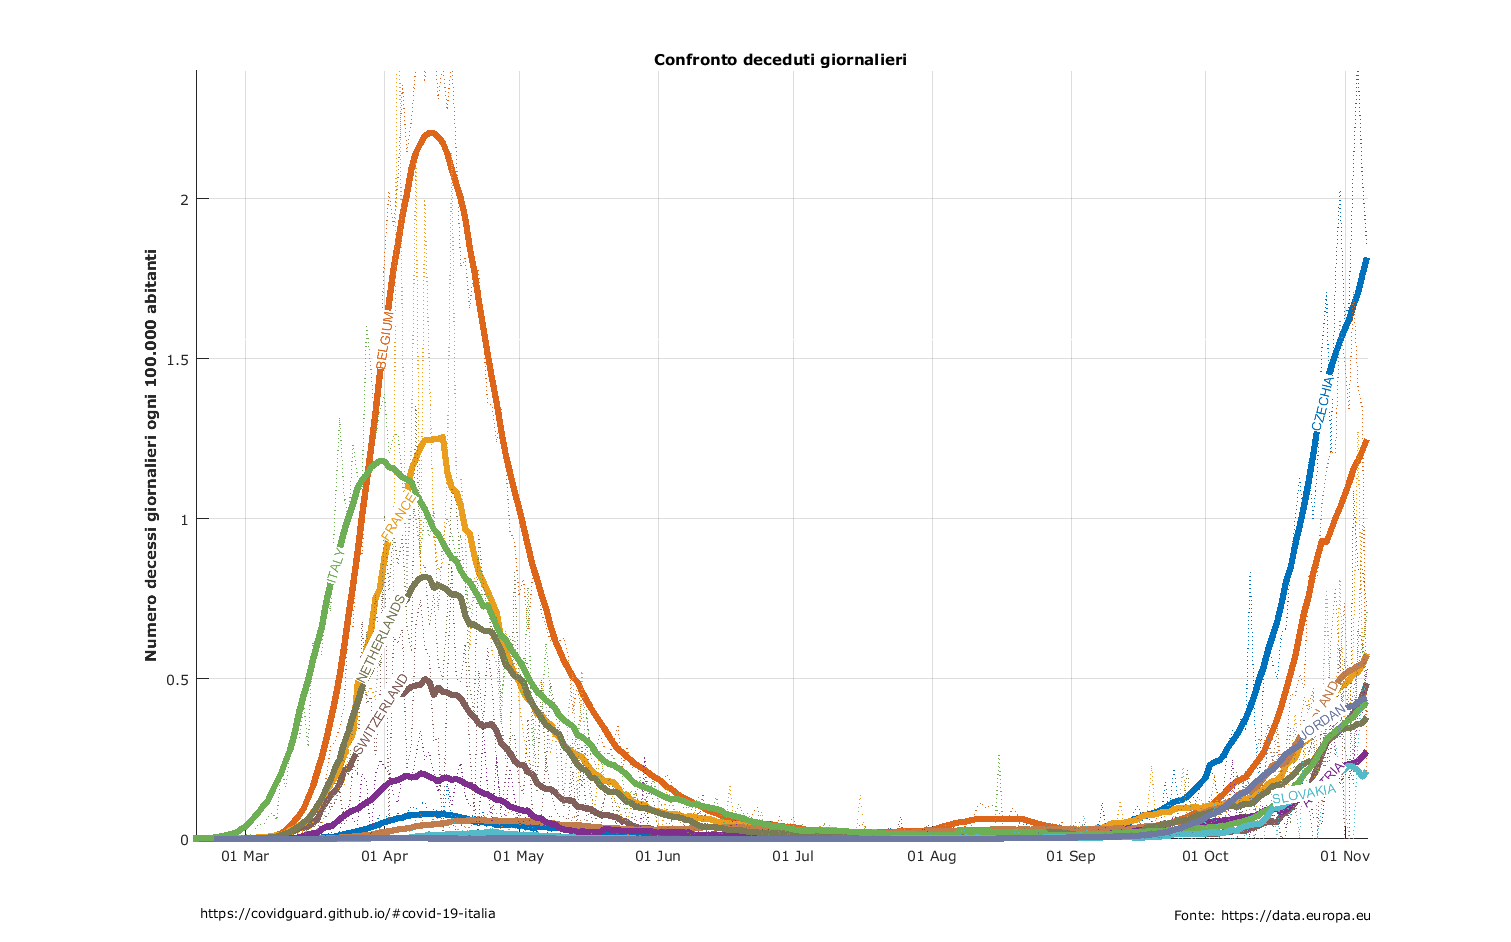 Confronto deceduti giornalieri
Numero decessi giornalieri ogni 100.000 abitanti
2
1.5
1
0.5
0
BELGIUM
FRANCE
ITALY
NETHERLANDS
SWITZERLAND
CZECHIA
LAND
JORDAN
TRIA
SLOVAKIA
01 Mar
01 Apr
01 May
01 Jun
01 Jul
01 Aug
01 Sep
01 Oct
01 Nov
https://covidguard.github.io/#covid-19-italia
Fonte: https://data.europa.eu